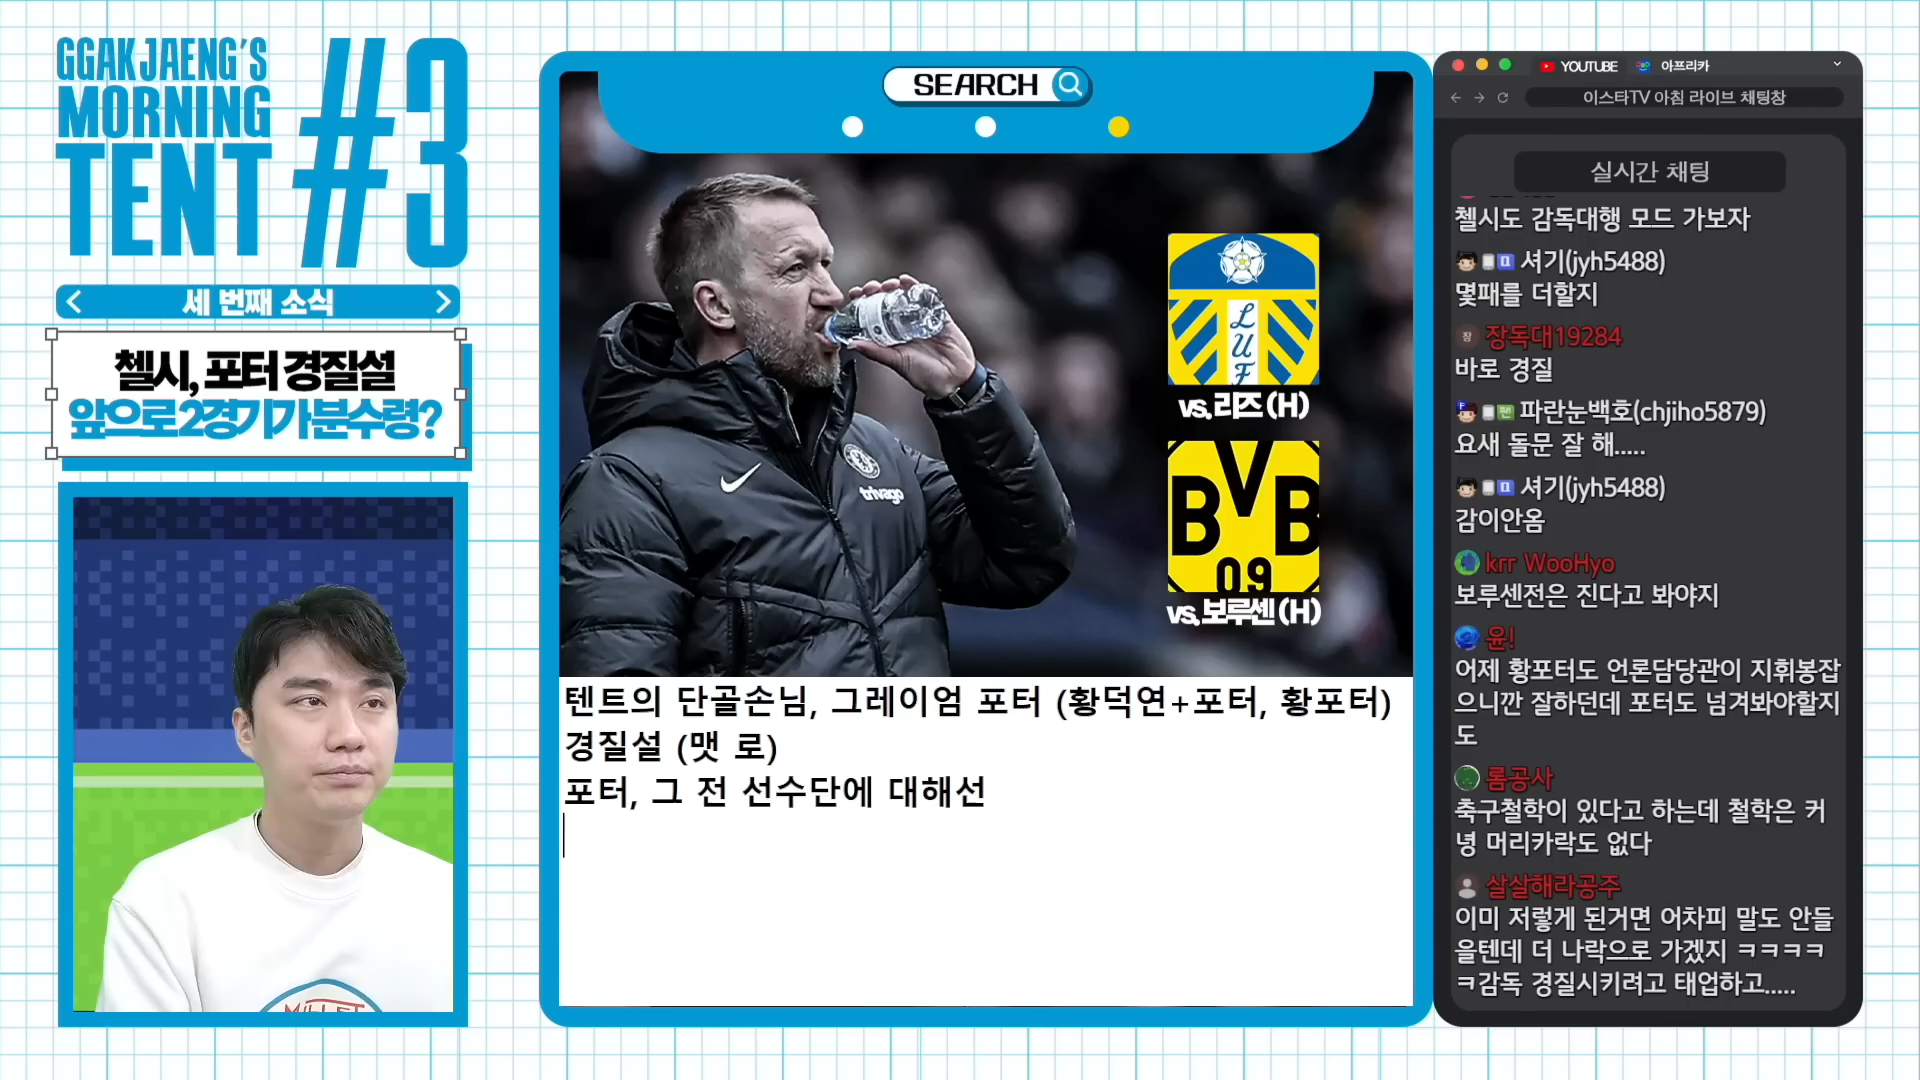 GGAKJAENG'S
MORNING
TENT
#3
세 번째 소식
첼시, 포터 경질설
앞으로 2경기가 분수령?
MILLET
SEARCH
trivago
LUF
vs. 리즈 (H)
BVB
09
vs. 보루센 (H)
텐트의 단골손님, 그레이엄 포터 (황덕연+포터, 황포터)
경질설 (맷 로)
포터, 그 전 선수단에 대해선
YOUTUBE
아프리카
이스타TV 아침 라이브 채팅창
실시간 채팅
첼시도 감독대행 모드 가보자
셔기(jyh5488)
몇패를 더할지
장 장독대19284
바로 경질
팬 파란눈백호(chjiho5879)
요새 돌문 잘 해.....
셔기(jyh5488)
감이안옴
krr WooHyo
보루센전은 진다고 봐야지
윤!
어제 황포터도 언론담당관이 지휘봉잡
으니깐 잘하던데 포터도 넘겨봐야할지
도
롬공사
축구철학이 있다고 하는데 철학은 커
녕 머리카락도 없다
살살해라공주
이미 저렇게 된거면 어차피 말도 안들
을텐데 더 나락으로 가겠지 ㅋㅋㅋㅋ
ㅋ감독 경질시키려고 태업하고.....